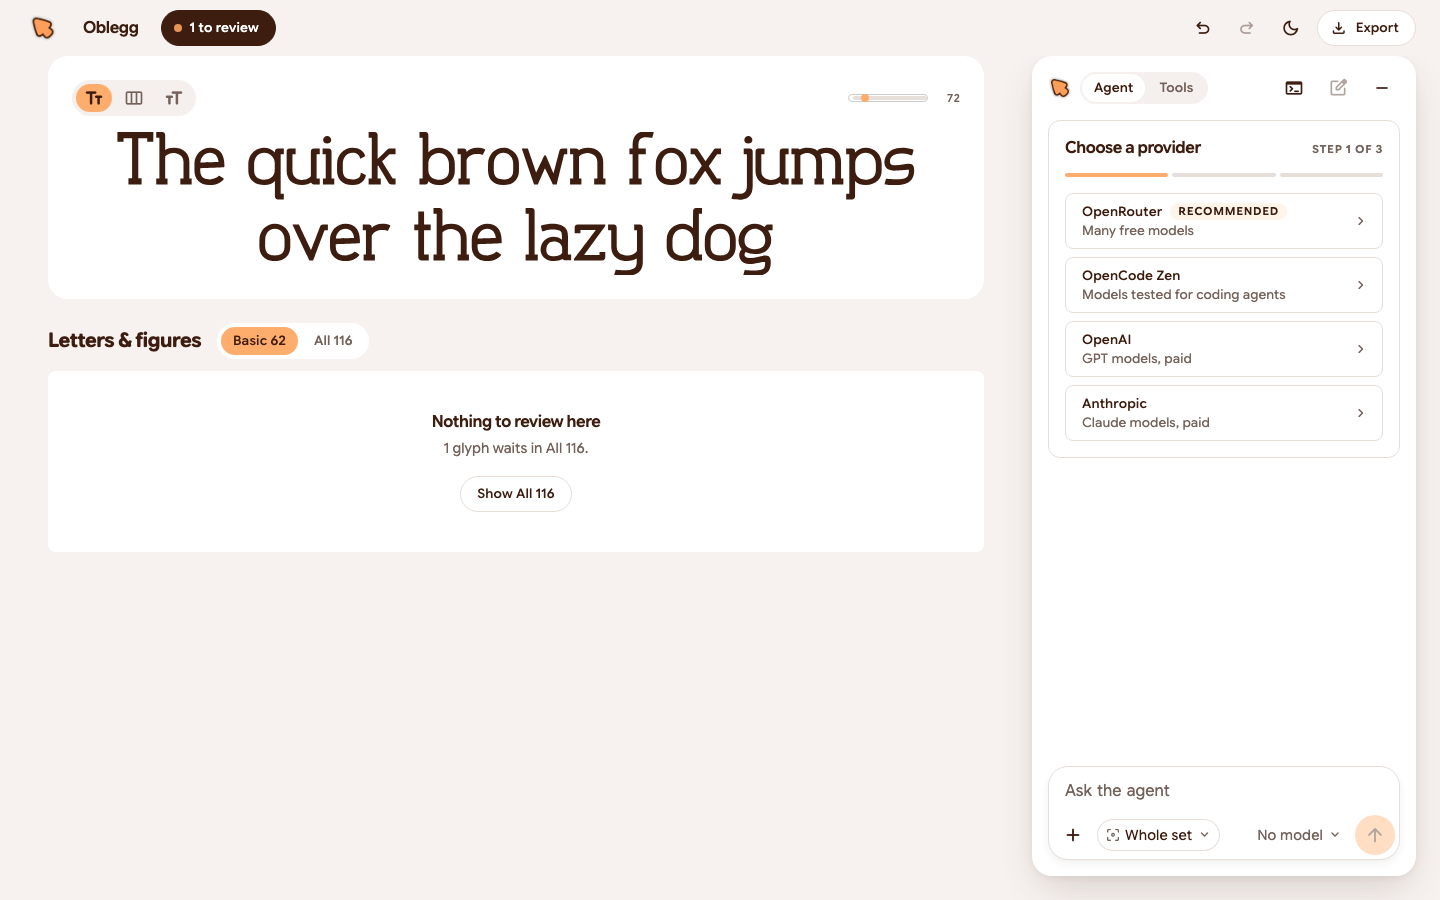 Oblegg
1 to review
Export
72
The quick brown fox jumps
over the lazy dog
Letters & figures
Basic 62
All 116
Nothing to review here
1 glyph waits in All 116.
Show All 116
Agent
Tools
Choose a provider
STEP 1 OF 3
OpenRouter RECOMMENDED
Many free models
OpenCode Zen
Models tested for coding agents
OpenAI
GPT models, paid
Anthropic
Claude models, paid
Ask the agent
Whole set
No model